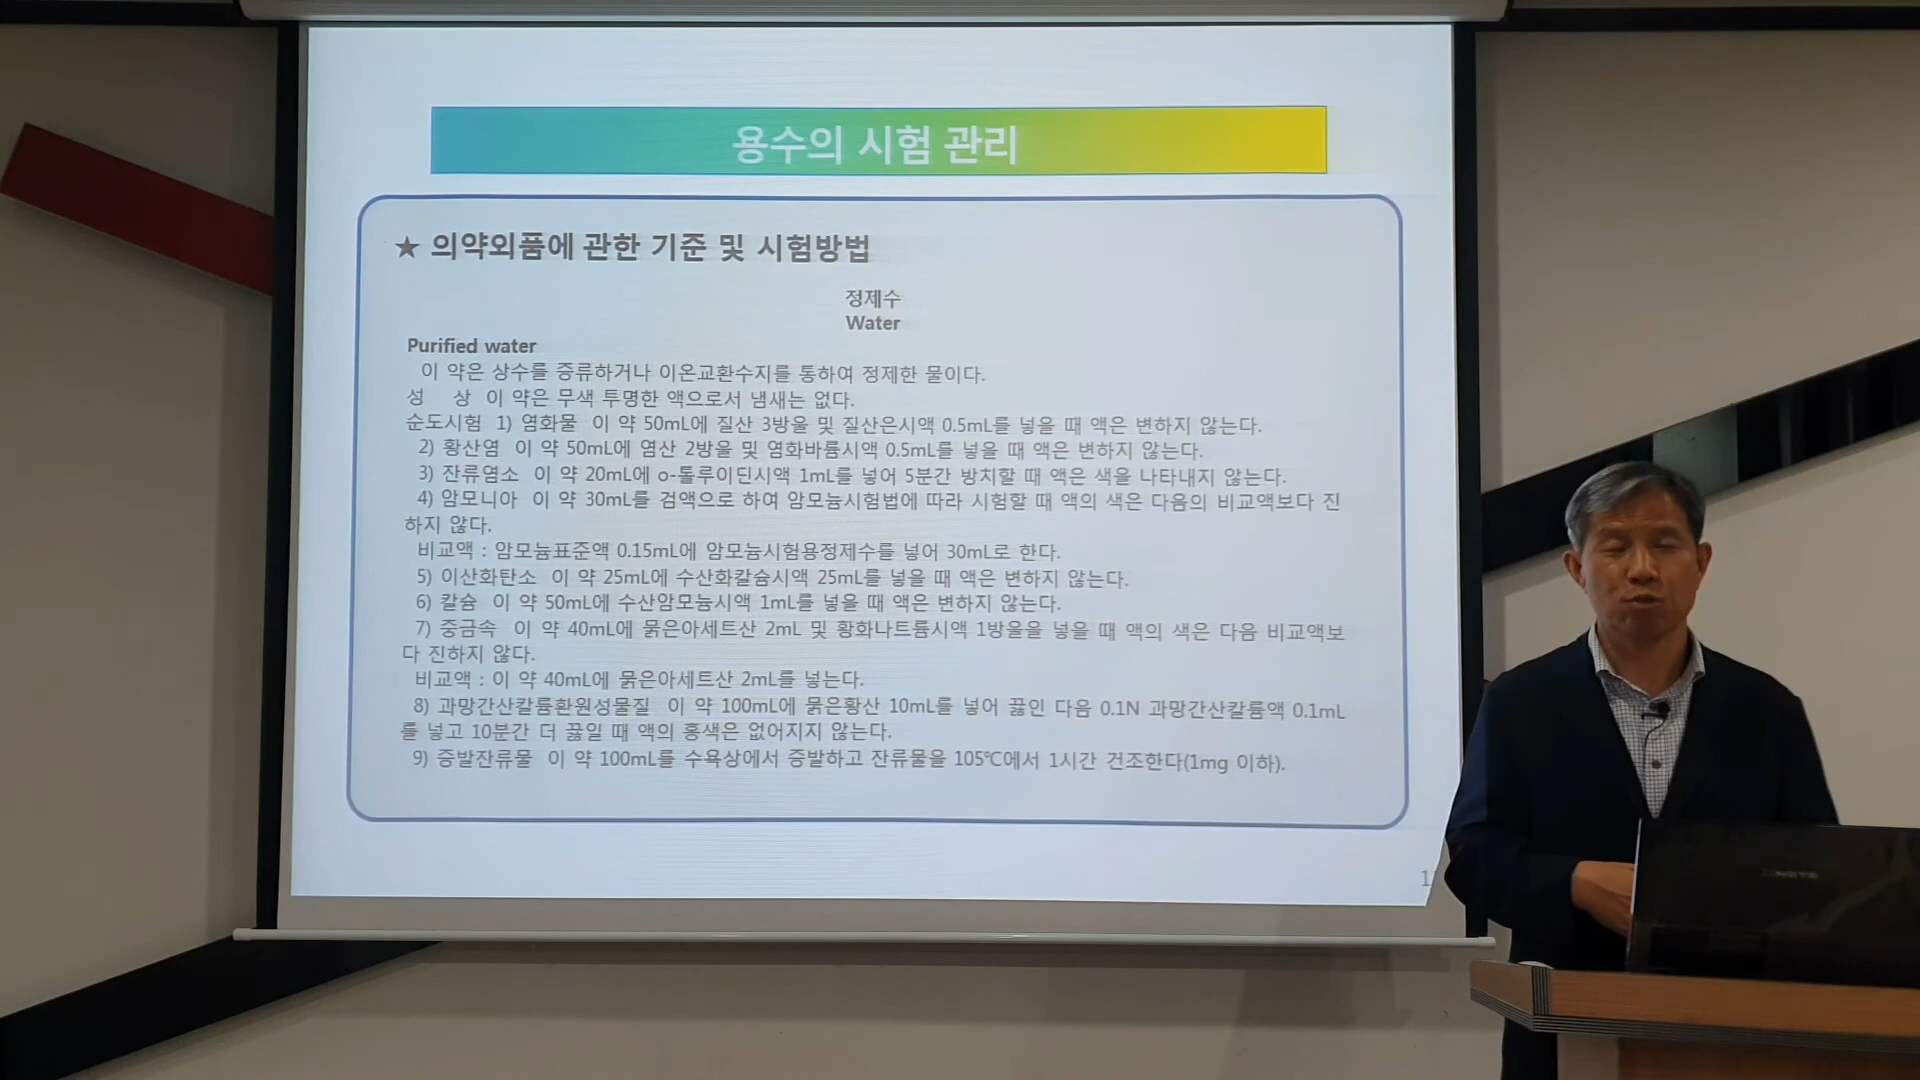 용수의 시험 관리
★ 의약외품에 관한 기준 및 시험방법
정제수
Water
Purified water
이 약은 상수를 증류하거나 이온교환수지를 통하여 정제한 물이다.
성 상 이 약은 무색 투명한 액으로서 냄새는 없다.
순도시험 1) 염화물 이 약 50mL에 질산 3방울 및 질산은시액 0.5mL를 넣을 때 액은 변하지 않는다.
2) 황산염 이 약 50mL에 염산 2방울 및 염화바륨시액 0.5mL를 넣을 때 액은 변하지 않는다.
3) 잔류염소 이 약 20mL에 o-톨루이딘시액 1mL를 넣어 5분간 방치할 때 액은 색을 나타내지 않는다.
4) 암모니아 이 약 30mL를 검액으로 하여 암모늄시험법에 따라 시험할 때 액의 색은 다음의 비교액보다 진
하지 않다.
비교액 : 암모늄표준액 0.15mL에 암모늄시험용정제수를 넣어 30mL로 한다.
5) 이산화탄소 이 약 25mL에 수산화칼슘시액 25mL를 넣을 때 액은 변하지 않는다.
6) 칼슘 이 약 50mL에 수산암모늄시액 1mL를 넣을 때 액은 변하지 않는다.
7) 중금속 이 약 40mL에 묽은아세트산 2mL 및 황화나트륨시액 1방울을 넣을 때 액의 색은 다음 비교액보
다 진하지 않다.
비교액 : 이 약 40mL에 묽은아세트산 2mL를 넣는다.
8) 과망간산칼륨환원성물질 이 약 100mL에 묽은황산 10mL를 넣어 끓인 다음 0.1N 과망간산칼륨액 0.1mL
를 넣고 10분간 더 끓일 때 액의 홍색은 없어지지 않는다.
9) 증발잔류물 이 약 100mL를 수욕상에서 증발하고 잔류물을 105℃에서 1시간 건조한다(1mg 이하).